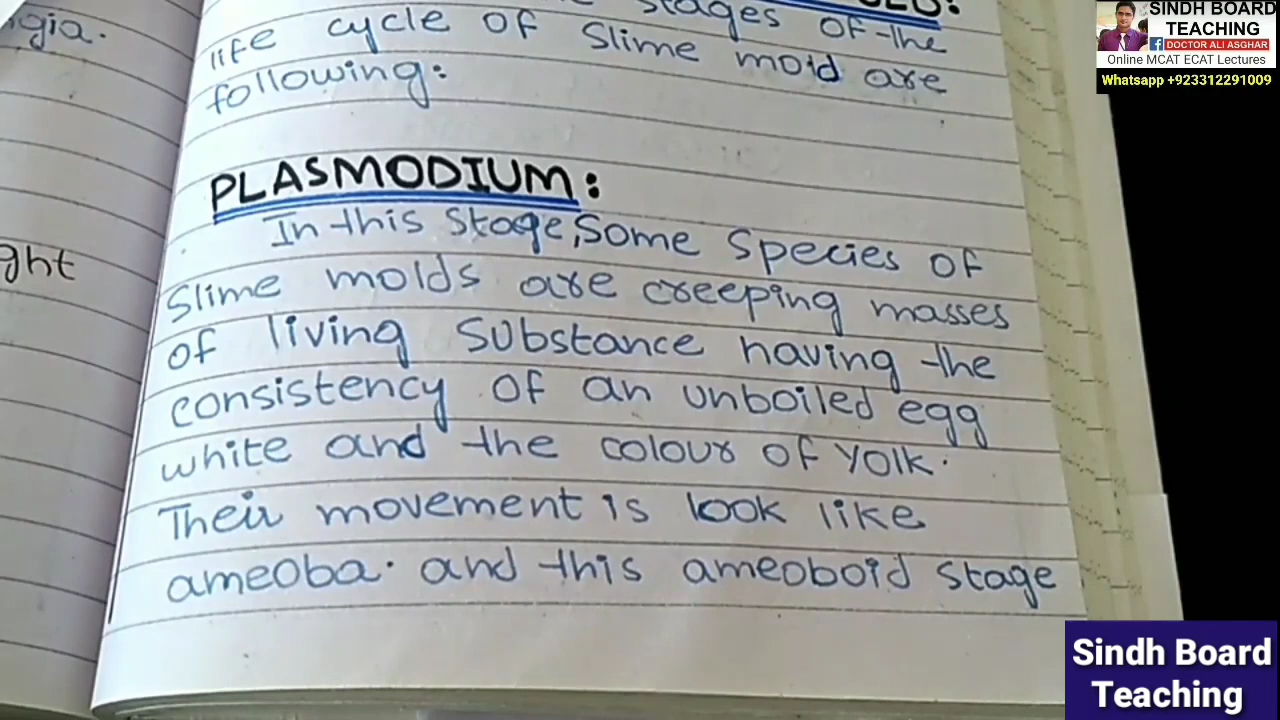 SINDH BOARD
TEACHING
DOCTOR ALI ASGHAR
Online MCAT ECAT Lectures
Whatsapp +923312291009
stages of the
life cycle of Slime mold are
following:
PLASMODIUM:
In this stage, some species of
Slime molds are creeping masses
of living substance having the
consistency of an unboiled egg
white and the colour of yolk.
Their movement is look like
ameoba. and this ameoboid stage
ght
Sindh Board
Teaching